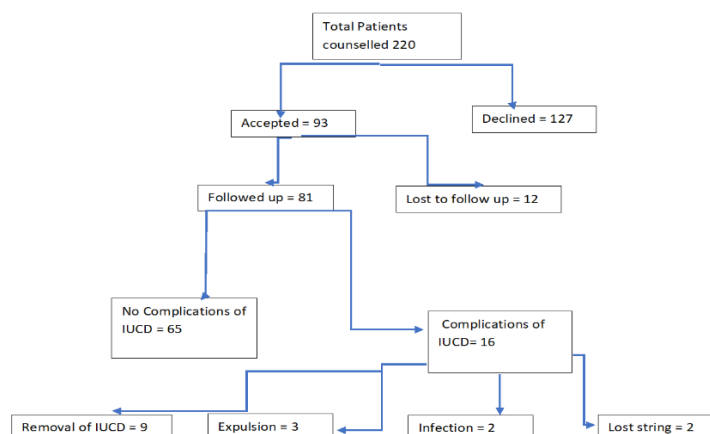 Total Patients
counselled 220
Accepted = 93
Declined = 127
Followed up = 81
Lost to follow up = 12
No Complications of
IUCD = 65
Complications of
IUCD= 16
Removal of IUCD = 9
Expulsion = 3
Infection = 2
Lost string = 2